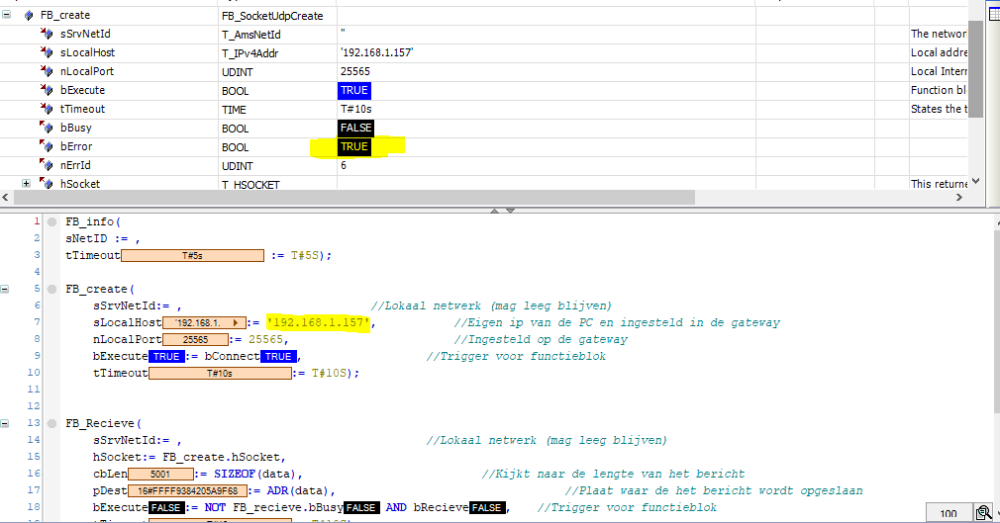 FB_create FB_SocketUdpCreate
sSrvNetId T_AmsNetId '' The networ
sLocalHost T_IPv4Addr '192.168.1.157' Local addre
nLocalPort UDINT 25565 Local Intern
bExecute BOOL TRUE Function bl
tTimeout TIME T#10s States the t
bBusy BOOL FALSE
bError BOOL TRUE
nErrId UDINT 6
hSocket T_HSOCKET This returne
1 FB_info(
2 sNetID := ,
3 tTimeout T#5s := T#5S);
4
5 FB_create(
6 sSrvNetId:= , //Lokaal netwerk (mag leeg blijven)
7 sLocalHost '192.168.1. := '192.168.1.157', //Eigen ip van de PC en ingesteld in de gateway
8 nLocalPort 25565 := 25565, //Ingesteld op de gateway
9 bExecute TRUE := bConnect TRUE , //Trigger voor functieblok
10 tTimeout T#10s := T#10S);
11
12
13 FB_Recieve(
14 sSrvNetId:= , //Lokaal netwerk (mag leeg blijven)
15 hSocket:= FB_create.hSocket,
16 cbLen 5001 := SIZEOF(data), //Kijkt naar de lengte van het bericht
17 pDest 16#FFFF9384205A9F68 := ADR(data), //Plaat waar de het bericht wordt opgeslaan
18 bExecute FALSE := NOT FB_recieve.bBusy FALSE AND bRecieve FALSE , //Trigger voor functieblok
100